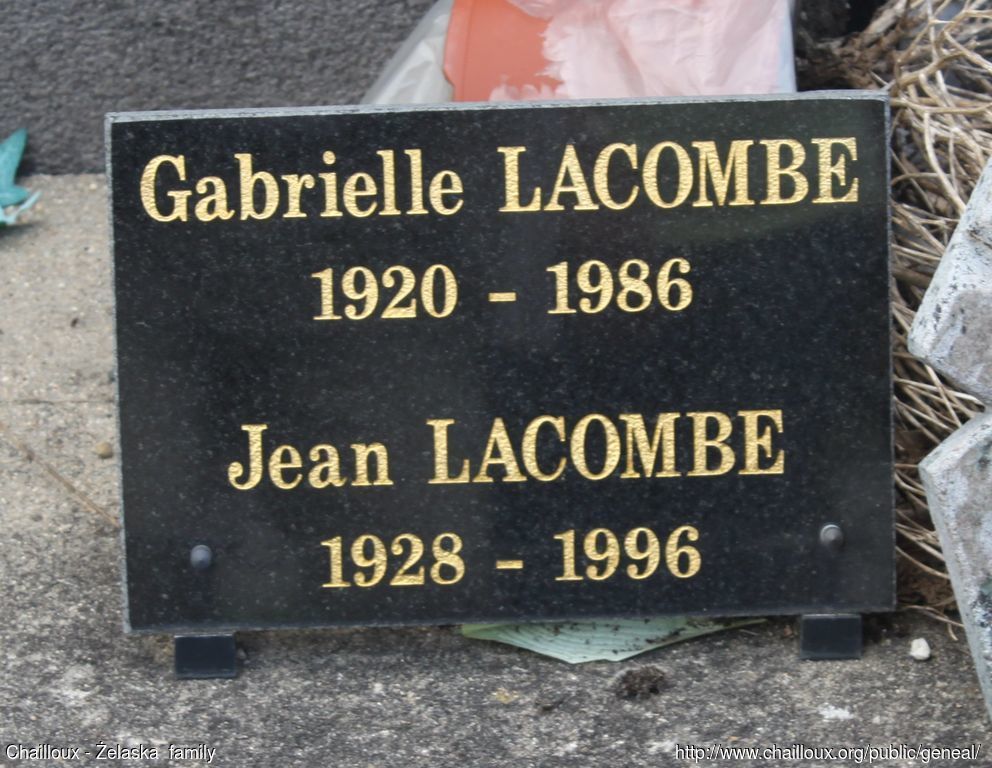 Gabrielle LACOMBE
1920 - 1986
Jean LACOMBE
1928 - 1996
Chailloux - Żelaska family
http://www.chailloux.org/public/geneal/